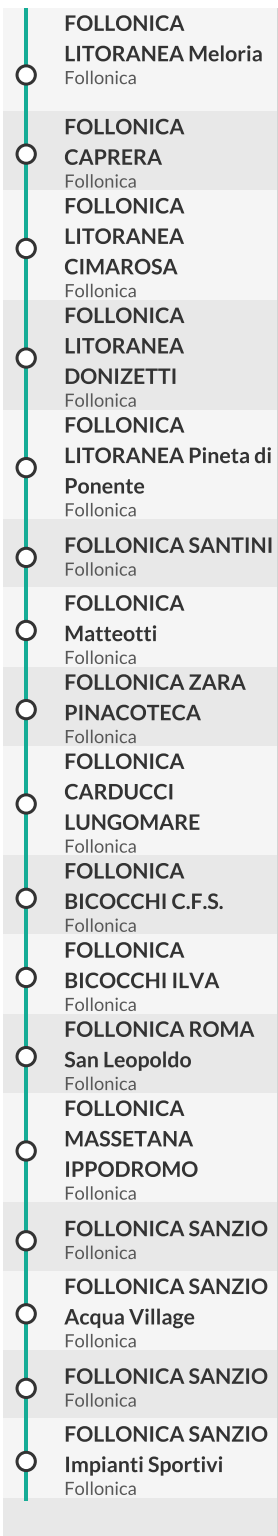 FOLLONICA
LITORANEA Meloria
Follonica
FOLLONICA
CAPRERA
Follonica
FOLLONICA
LITORANEA
CIMAROSA
Follonica
FOLLONICA
LITORANEA
DONIZETTI
Follonica
FOLLONICA
LITORANEA Pineta di
Ponente
Follonica
FOLLONICA SANTINI
Follonica
FOLLONICA
Matteotti
Follonica
FOLLONICA ZARA
PINACOTECA
Follonica
FOLLONICA
CARDUCCI
LUNGOMARE
Follonica
FOLLONICA
BICOCCHI C.F.S.
Follonica
FOLLONICA
BICOCCHI ILVA
Follonica
FOLLONICA ROMA
San Leopoldo
Follonica
FOLLONICA
MASSETANA
IPPODROMO
Follonica
FOLLONICA SANZIO
Follonica
FOLLONICA SANZIO
Acqua Village
Follonica
FOLLONICA SANZIO
Follonica
FOLLONICA SANZIO
Impianti Sportivi
Follonica